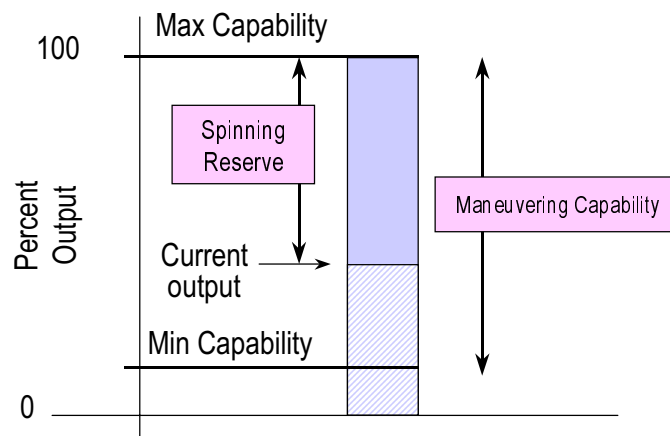 Max Capability
100
Spinning
Reserve
Maneuvering Capability
Percent
Output
Current
output
Min Capability
0